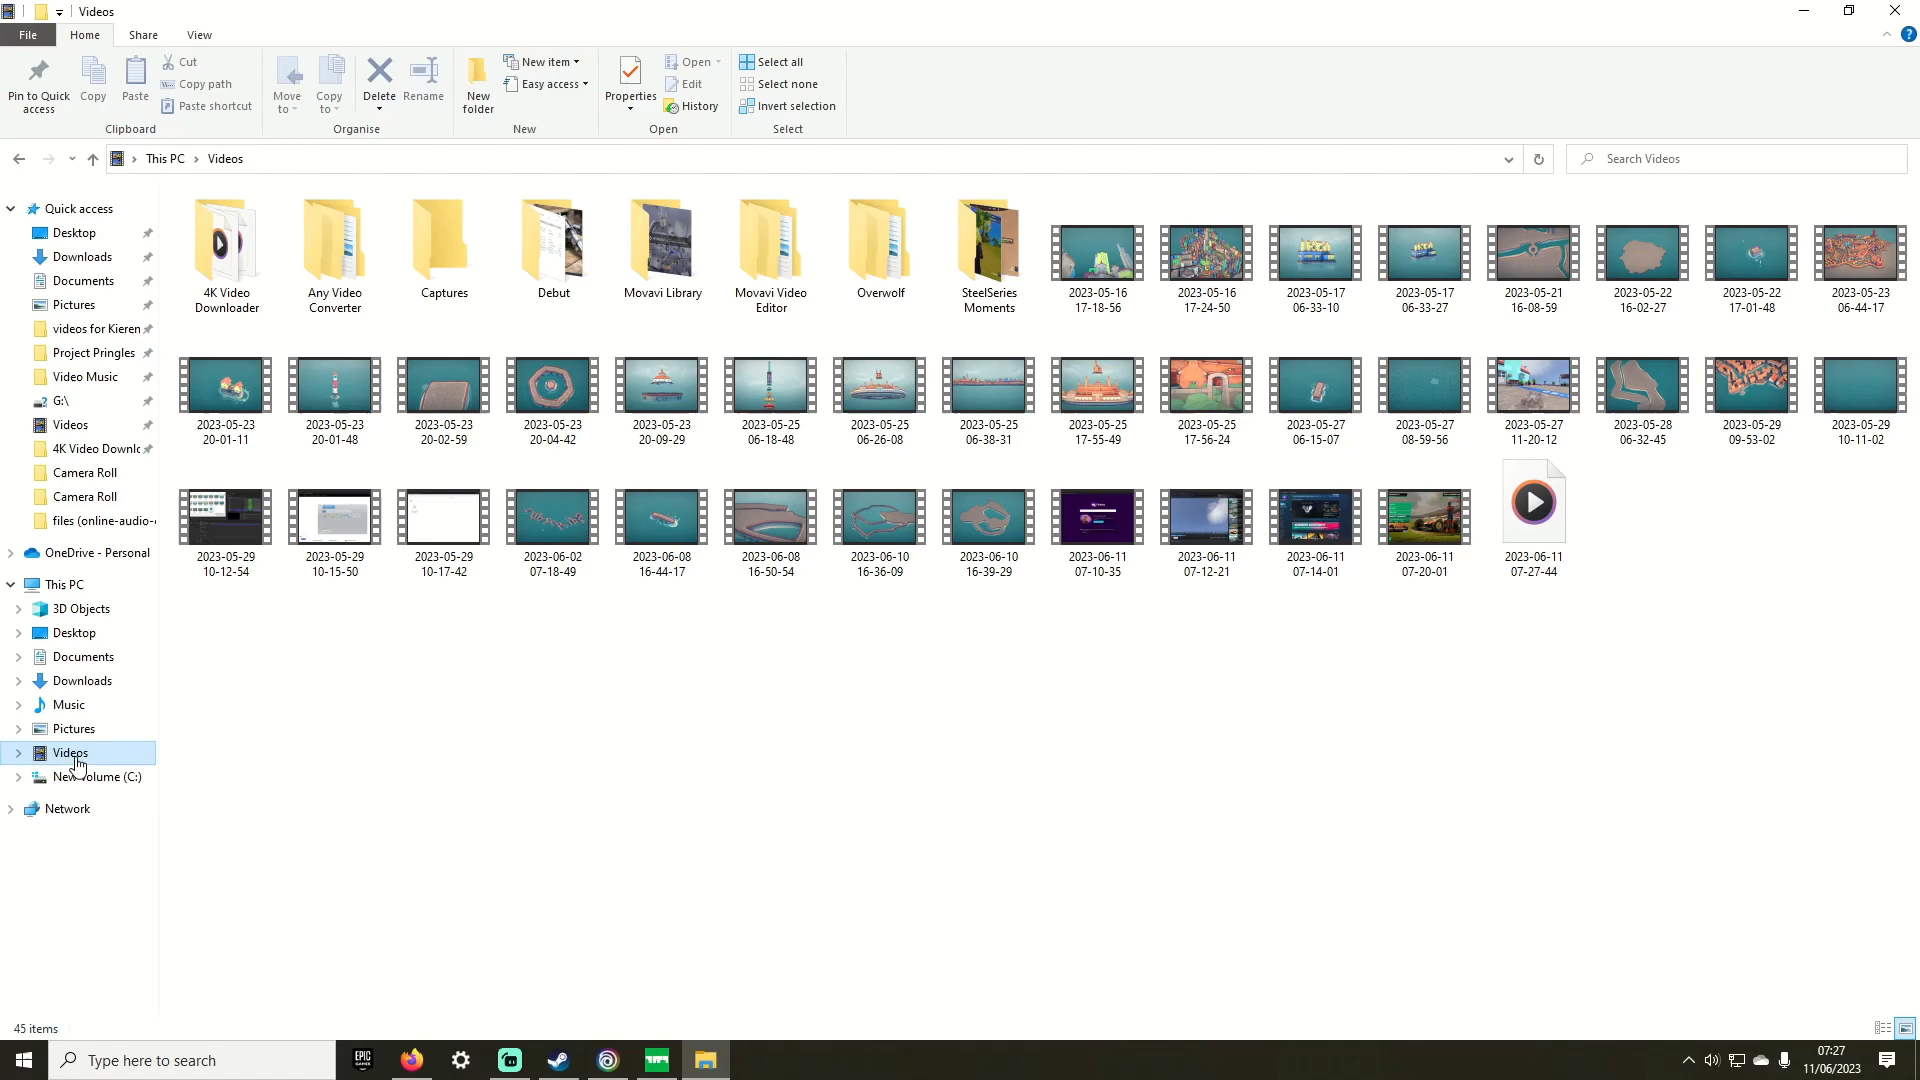 Videos
File
Home
Share
View
Pin to Quick
access
Copy
Paste
Cut
Copy path
Paste shortcut
Clipboard
Move
to
Copy
to
Delete
Rename
Organise
New
folder
New item
Easy access
New
Properties
Open
Edit
History
Open
Select all
Select none
Invert selection
Select
This PC
Videos
Search Videos
Quick access
Desktop
Downloads
Documents
Pictures
videos for Kieren
Project Pringles
Video Music
G:\
Videos
4K Video Downlo
Camera Roll
Camera Roll
files (online-audio-
OneDrive - Personal
This PC
3D Objects
Desktop
Documents
Downloads
Music
Pictures
Videos
New Volume (C:)
Network
4K Video
Downloader
Any Video
Converter
Captures
Debut
Movavi Library
Movavi Video
Editor
Overwolf
SteelSeries
Moments
2023-05-16
17-18-56
2023-05-16
17-24-50
2023-05-17
06-33-10
2023-05-17
06-33-27
2023-05-21
16-08-59
2023-05-22
16-02-27
2023-05-22
17-01-48
2023-05-23
06-44-17
2023-05-23
20-01-11
2023-05-23
20-01-48
2023-05-23
20-02-59
2023-05-23
20-04-42
2023-05-23
20-09-29
2023-05-25
06-18-48
2023-05-25
06-26-08
2023-05-25
06-38-31
2023-05-25
17-55-49
2023-05-25
17-56-24
2023-05-27
06-15-07
2023-05-27
08-59-56
2023-05-27
11-20-12
2023-05-28
06-32-45
2023-05-29
09-53-02
2023-05-29
10-11-02
2023-05-29
10-12-54
2023-05-29
10-15-50
2023-05-29
10-17-42
2023-06-02
07-18-49
2023-06-08
16-44-17
2023-06-08
16-50-54
2023-06-10
16-36-09
2023-06-10
16-39-29
2023-06-11
07-10-35
2023-06-11
07-12-21
2023-06-11
07-14-01
2023-06-11
07-20-01
2023-06-11
07-27-44
45 items
Type here to search
EPIC
GAMES
07:27
11/06/2023